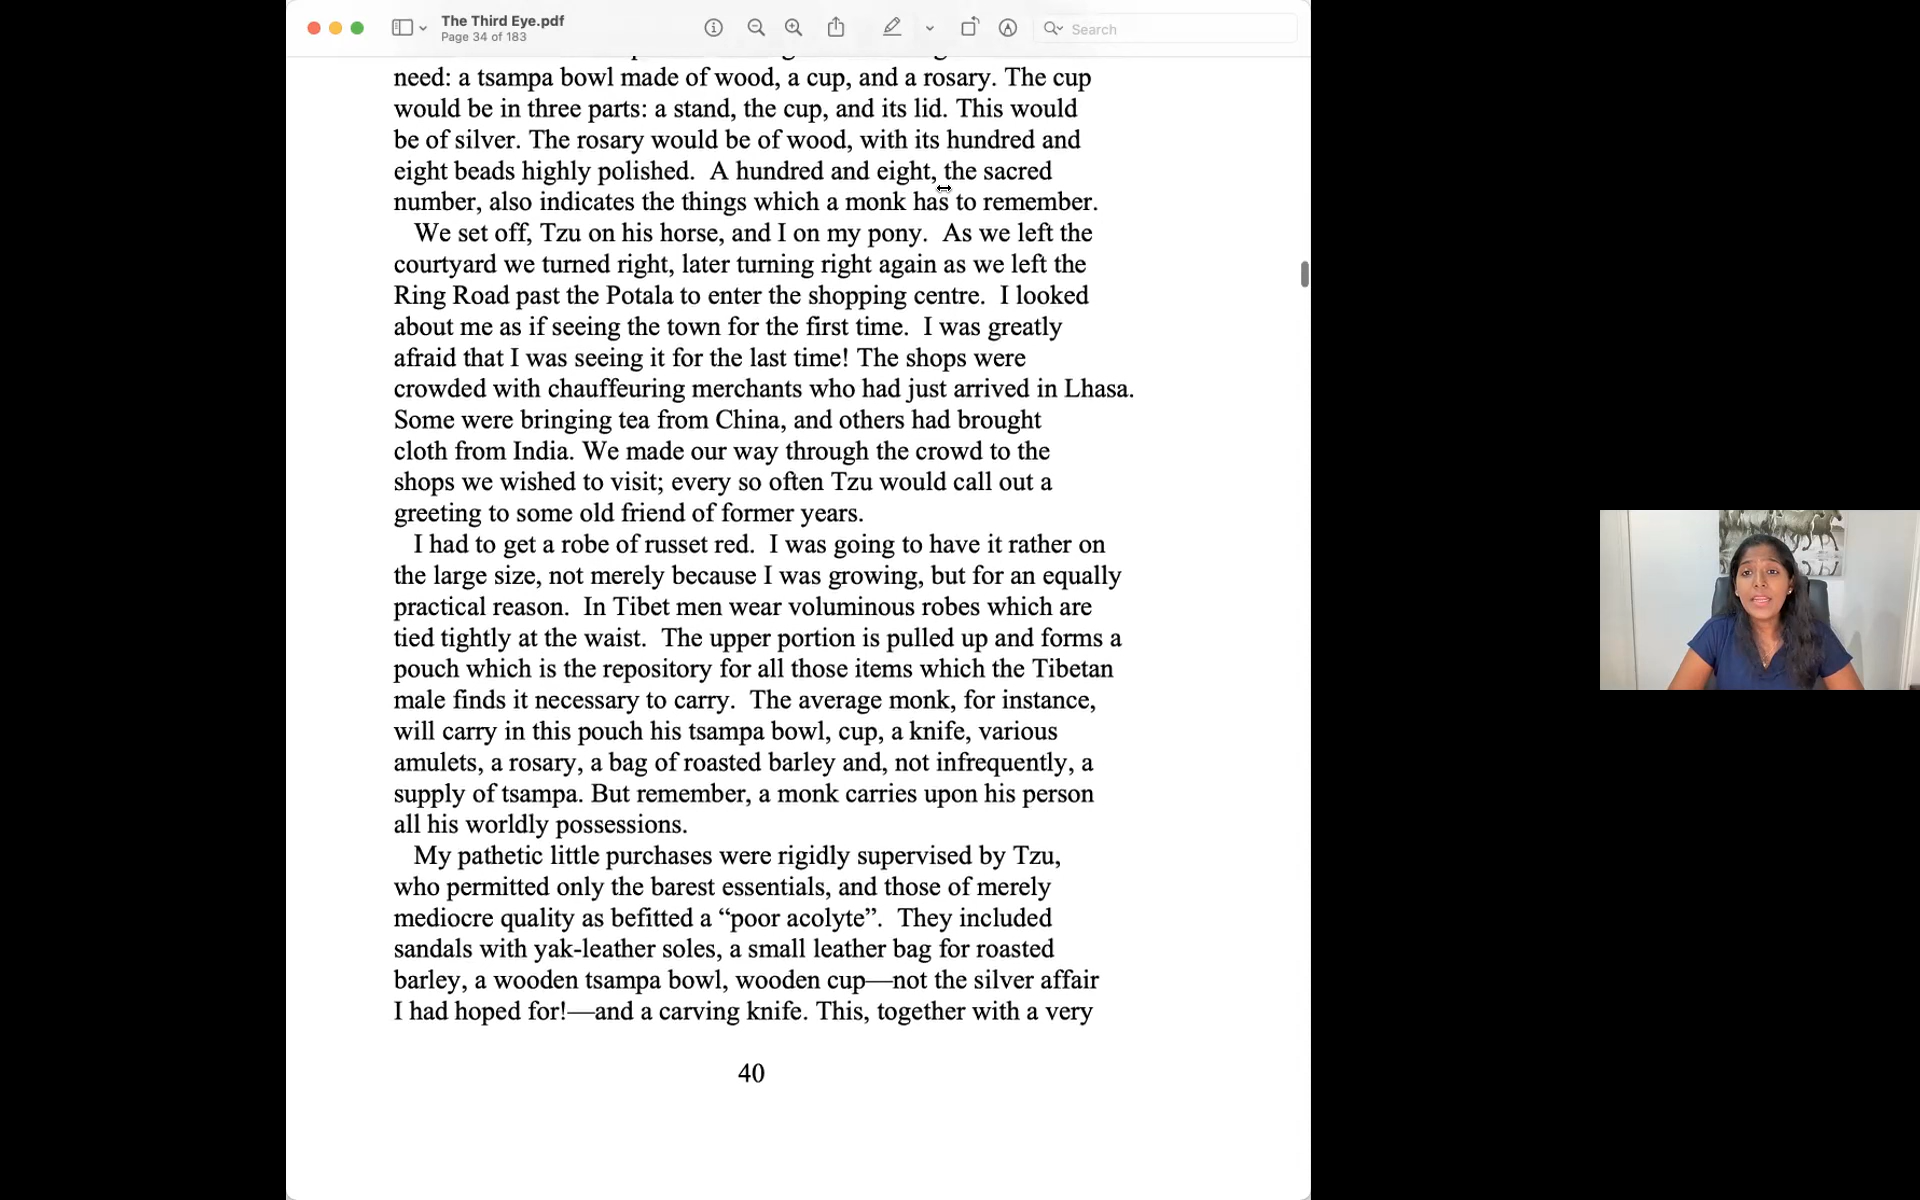 The Third Eye.pdf
Page 34 of 183
Search
need: a tsampa bowl made of wood, a cup, and a rosary. The cup
would be in three parts: a stand, the cup, and its lid. This would
be of silver. The rosary would be of wood, with its hundred and
eight beads highly polished. A hundred and eight, the sacred
number, also indicates the things which a monk has to remember.
We set off, Tzu on his horse, and I on my pony. As we left the
courtyard we turned right, later turning right again as we left the
Ring Road past the Potala to enter the shopping centre. I looked
about me as if seeing the town for the first time. I was greatly
afraid that I was seeing it for the last time! The shops were
crowded with chauffeuring merchants who had just arrived in Lhasa.
Some were bringing tea from China, and others had brought
cloth from India. We made our way through the crowd to the
shops we wished to visit; every so often Tzu would call out a
greeting to some old friend of former years.
I had to get a robe of russet red. I was going to have it rather on
the large size, not merely because I was growing, but for an equally
practical reason. In Tibet men wear voluminous robes which are
tied tightly at the waist. The upper portion is pulled up and forms a
pouch which is the repository for all those items which the Tibetan
male finds it necessary to carry. The average monk, for instance,
will carry in this pouch his tsampa bowl, cup, a knife, various
amulets, a rosary, a bag of roasted barley and, not infrequently, a
supply of tsampa. But remember, a monk carries upon his person
all his worldly possessions.
My pathetic little purchases were rigidly supervised by Tzu,
who permitted only the barest essentials, and those of merely
mediocre quality as befitted a “poor acolyte”. They included
sandals with yak-leather soles, a small leather bag for roasted
barley, a wooden tsampa bowl, wooden cup—not the silver affair
I had hoped for!—and a carving knife. This, together with a very
40